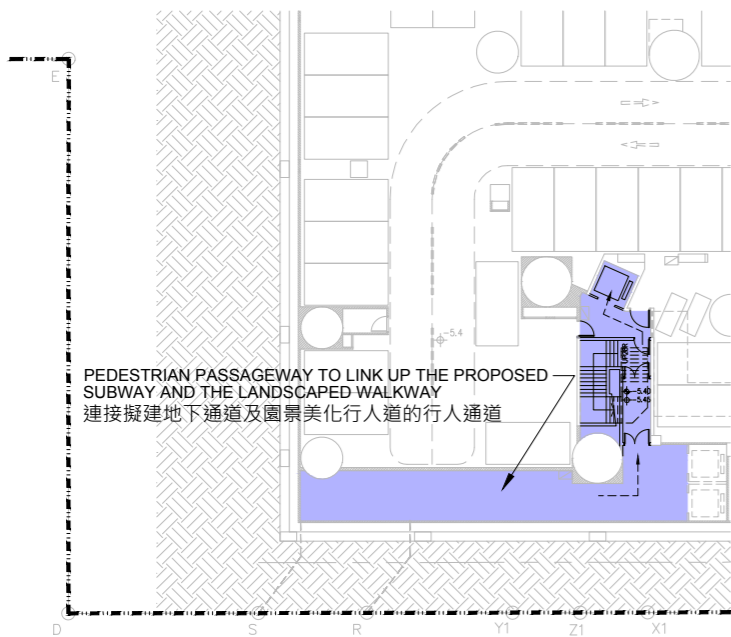 E
-5.4
PEDESTRIAN PASSAGEWAY TO LINK UP THE PROPOSED
SUBWAY AND THE LANDSCAPED WALKWAY
連接擬建地下通道及園景美化行人道的行人通道
-5.40
-5.45
D
S
R
Y1
Z1
X1